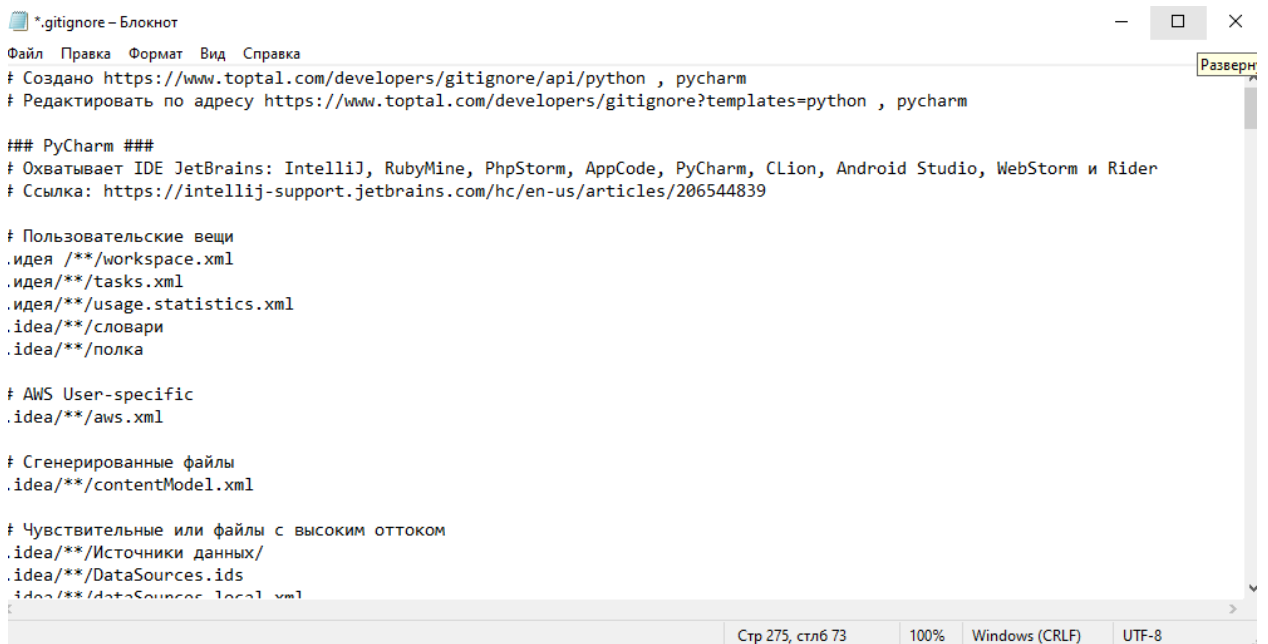 *.gitignore – Блокнот
Файл Правка Формат Вид Справка
Разверн
# Создано https://www.toptal.com/developers/gitignore/api/python , pycharm
# Редактировать по адресу https://www.toptal.com/developers/gitignore?templates=python , pycharm
### PyCharm ###
# Охватывает IDE JetBrains: IntelliJ, RubyMine, PhpStorm, AppCode, PyCharm, CLion, Android Studio, WebStorm и Rider
# Ссылка: https://intellij-support.jetbrains.com/hc/en-us/articles/206544839
# Пользовательские вещи
.идея /**/workspace.xml
.идея/**/tasks.xml
.идея/**/usage.statistics.xml
.idea/**/словари
.idea/**/полка
# AWS User-specific
.idea/**/aws.xml
# Сгенерированные файлы
.idea/**/contentModel.xml
# Чувствительные или файлы с высоким оттоком
.idea/**/Источники данных/
.idea/**/DataSources.ids
.idea/**/dataSources.local.xml
Стр 275, стлб 73 100% Windows (CRLF) UTF-8